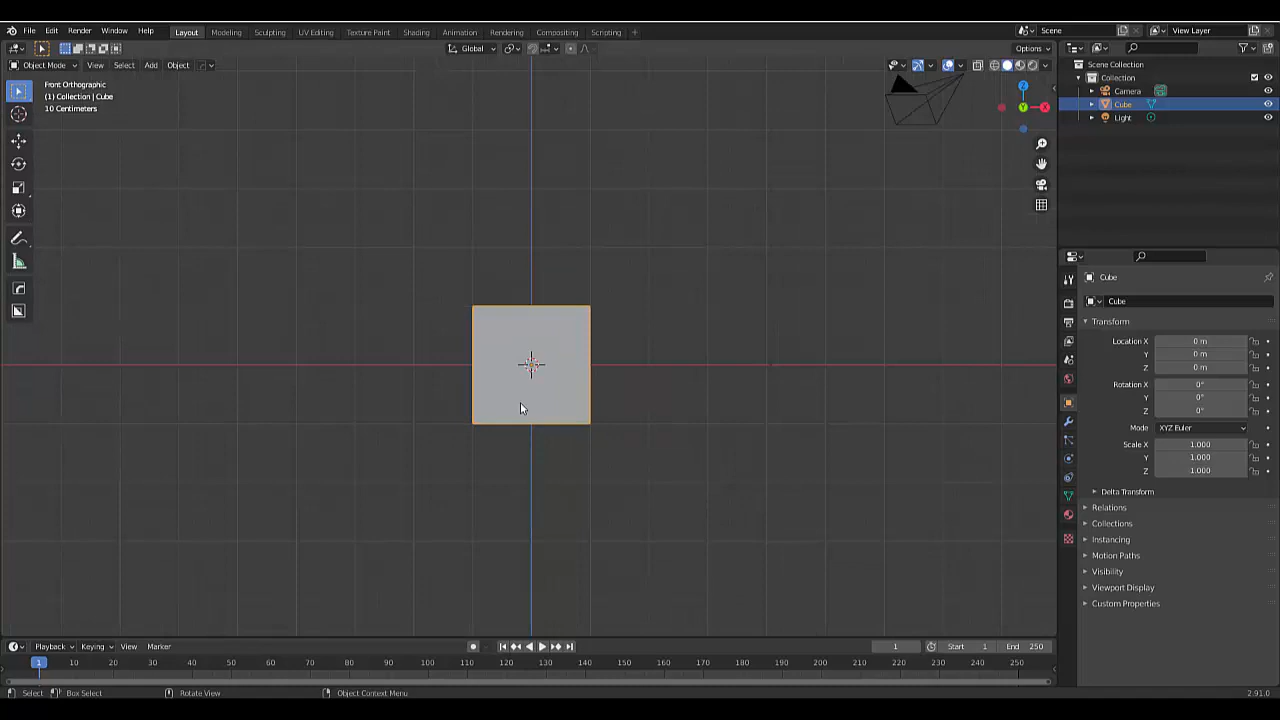 File Edit Render Window Help
Layout Modeling Sculpting UV Editing Texture Paint Shading Animation Rendering Compositing Scripting +
Scene
View Layer
Global
Options
Object Mode View Select Add Object
Front Orthographic
(1) Collection | Cube
10 Centimeters
Scene Collection
Collection
Camera
Cube
Light
Cube
Cube
Transform
Location X 0 m
Y 0 m
Z 0 m
Rotation X 0°
Y 0°
Z 0°
Mode XYZ Euler
Scale X 1.000
Y 1.000
Z 1.000
Delta Transform
Relations
Collections
Instancing
Motion Paths
Visibility
Viewport Display
Custom Properties
Playback Keying View Marker
1 Start 1 End 250
1 10 20 30 40 50 60 70 80 90 100 110 120 130 140 150 160 170 180 190 200 210 220 230 240 250
Select Box Select Rotate View Object Context Menu 2.91.0